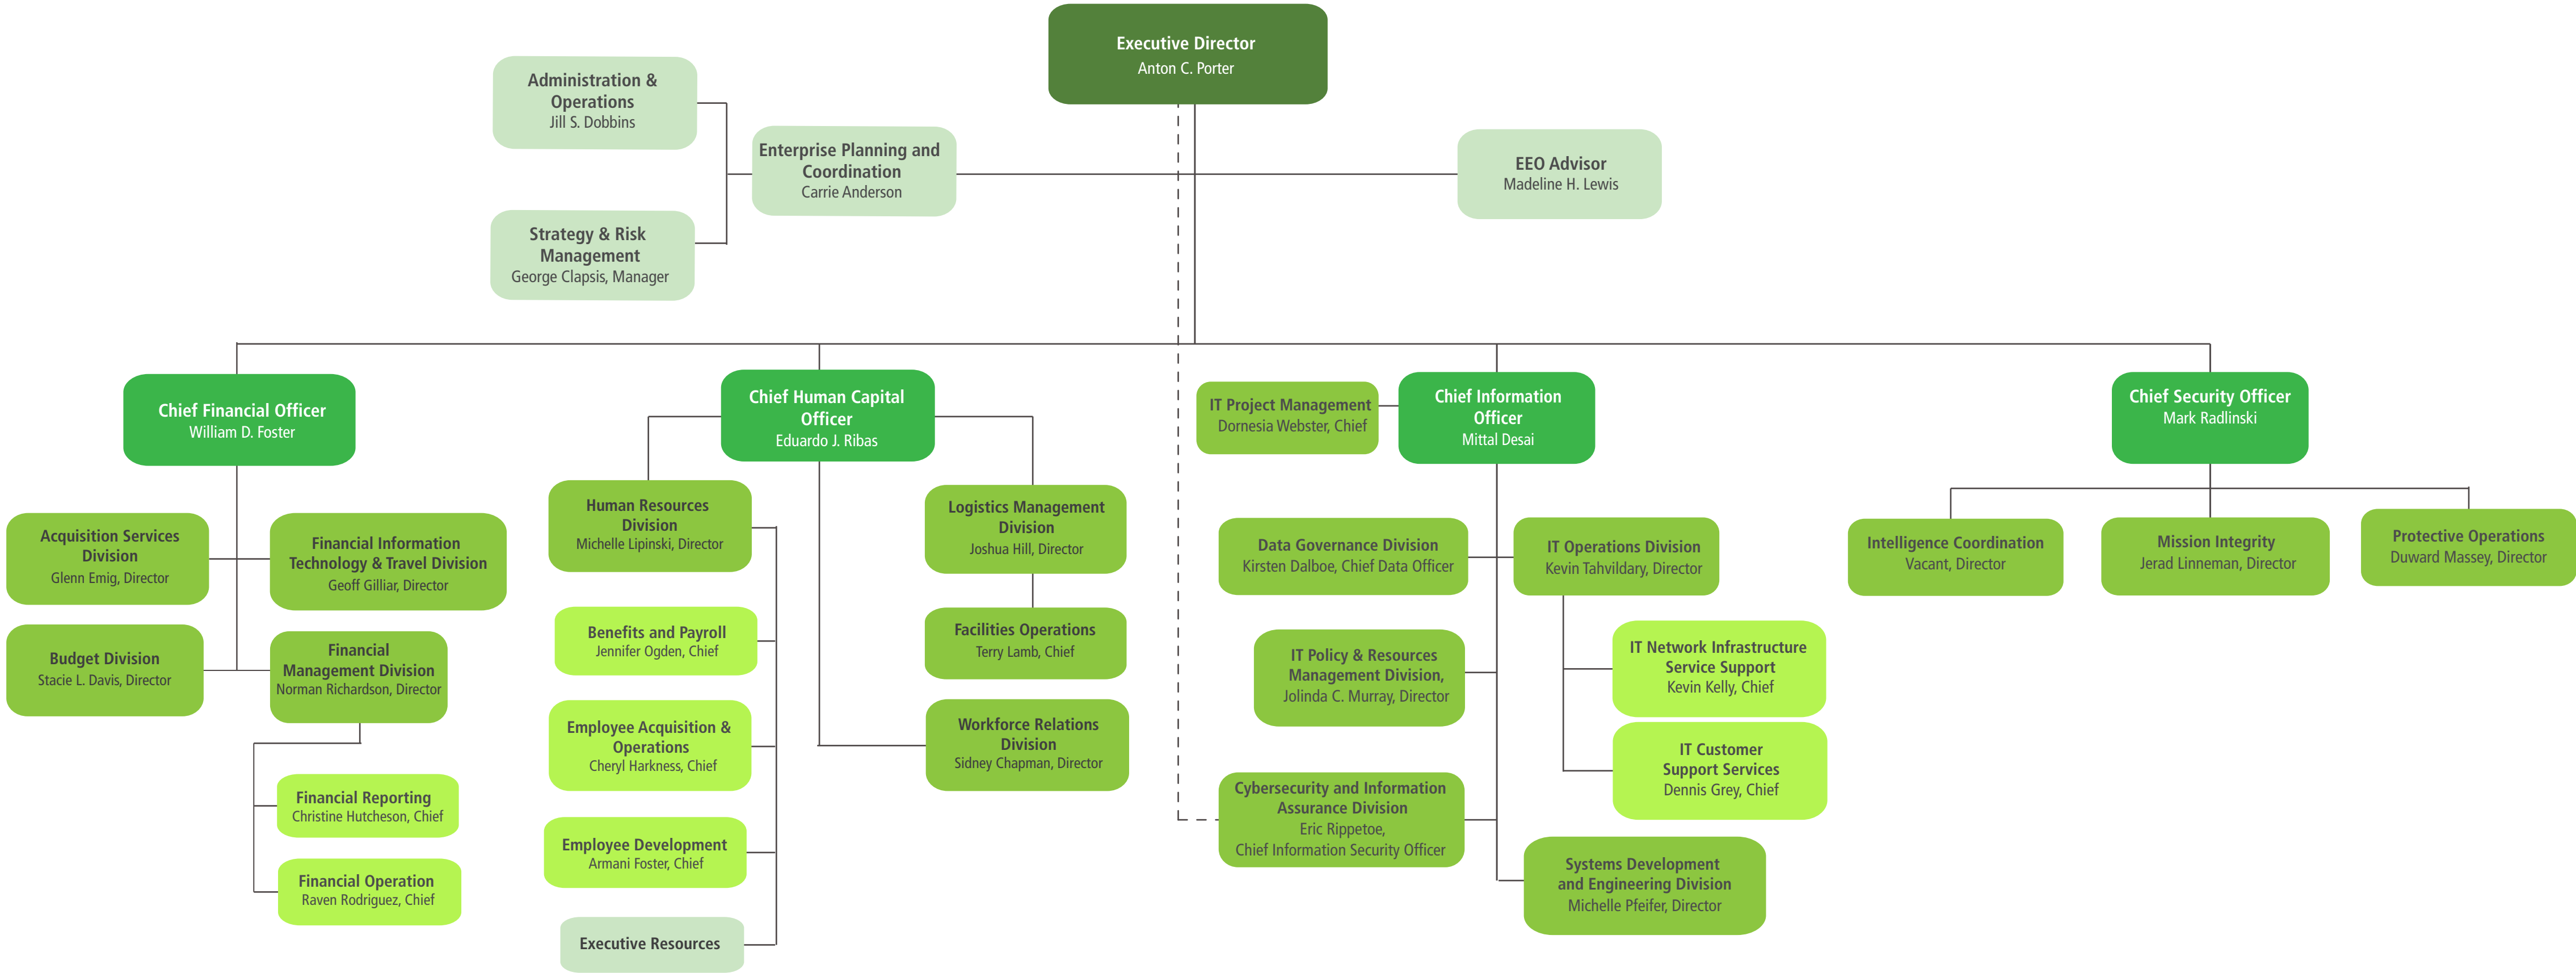 Executive Director
Anton C. Porter
Administration &
Operations
Jill S. Dobbins
Enterprise Planning and
Coordination
Carrie Anderson
EEO Advisor
Madeline H. Lewis
Strategy & Risk
Management
George Clapsis, Manager
Chief Financial Officer
William D. Foster
Acquisition Services
Division
Glenn Emig, Director
Financial Information
Technology & Travel Division
Geoff Gilliar, Director
Budget Division
Stacie L. Davis, Director
Financial
Management Division
Norman Richardson, Director
Financial Reporting
Christine Hutcheson, Chief
Financial Operation
Raven Rodriguez, Chief
Chief Human Capital
Officer
Eduardo J. Ribas
Human Resources
Division
Michelle Lipinski, Director
Benefits and Payroll
Jennifer Ogden, Chief
Employee Acquisition &
Operations
Cheryl Harkness, Chief
Employee Development
Armani Foster, Chief
Executive Resources
Logistics Management
Division
Joshua Hill, Director
Facilities Operations
Terry Lamb, Chief
Workforce Relations
Division
Sidney Chapman, Director
IT Project Management
Dornesia Webster, Chief
Chief Information
Officer
Mittal Desai
Data Governance Division
Kirsten Dalboe, Chief Data Officer
IT Operations Division
Kevin Tahvildary, Director
IT Policy & Resources
Management Division,
Jolinda C. Murray, Director
IT Network Infrastructure
Service Support
Kevin Kelly, Chief
IT Customer
Support Services
Dennis Grey, Chief
Cybersecurity and Information
Assurance Division
Eric Rippetoe,
Chief Information Security Officer
Systems Development
and Engineering Division
Michelle Pfeifer, Director
Chief Security Officer
Mark Radlinski
Intelligence Coordination
Vacant, Director
Mission Integrity
Jerad Linneman, Director
Protective Operations
Duward Massey, Director